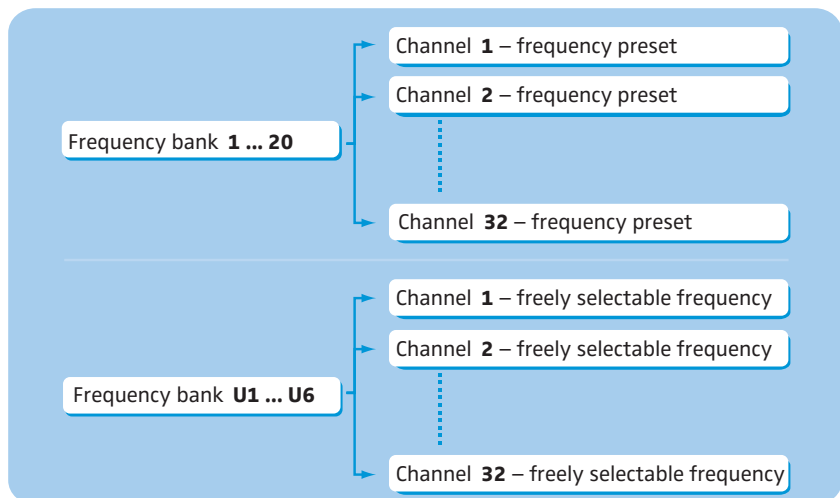 Channel 1 – frequency preset
Channel 2 – frequency preset
Frequency bank 1 ... 20
Channel 32 – frequency preset
Channel 1 – freely selectable frequency
Channel 2 – freely selectable frequency
Frequency bank U1 ... U6
Channel 32 – freely selectable frequency